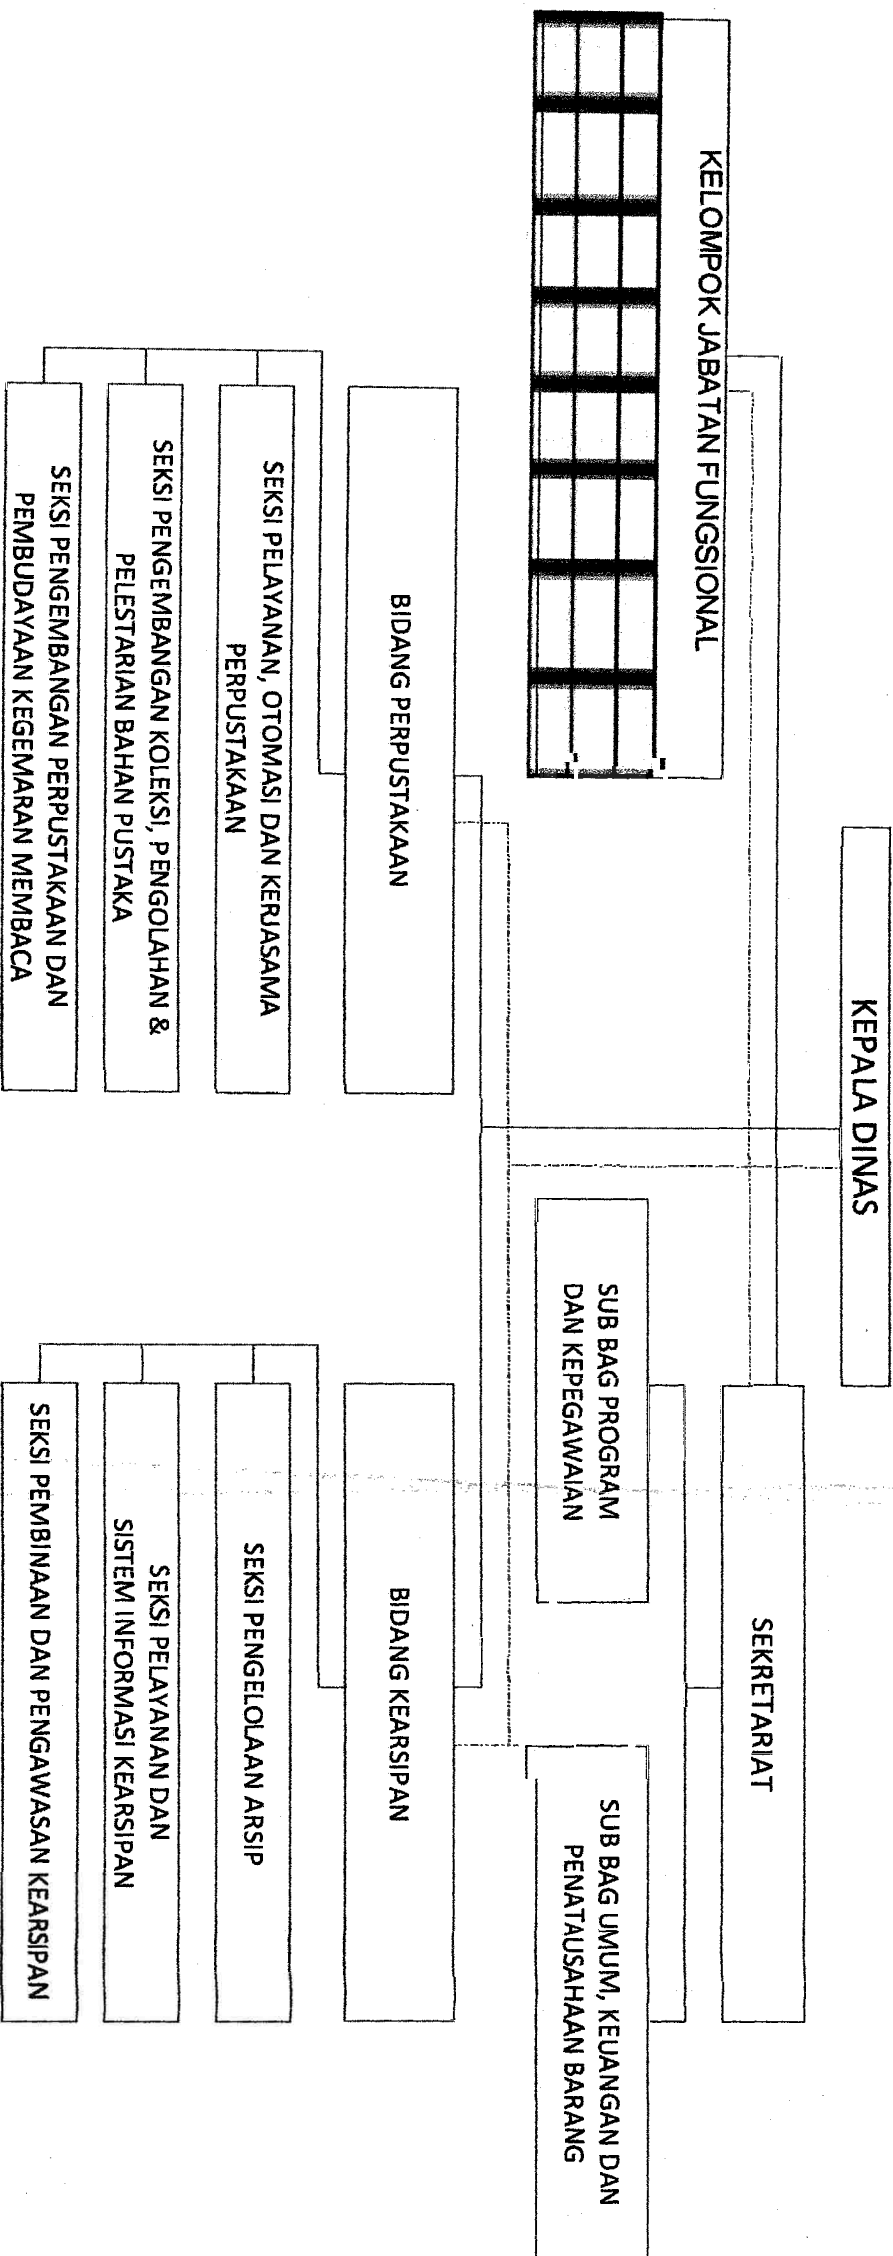 KEPALA DINAS
SEKRETARIAT
KELOMPOK JABATAN FUNGSIONAL
SUB BAG PROGRAM
DAN KEPEGAWAIAN
SUB BAG UMUM, KEUANGAN DAN
PENATAUSAHAAN BARANG
BIDANG PERPUSTAKAAN
SEKSI PELAYANAN, OTOMASI DAN KERJASAMA
PERPUSTAKAAN
SEKSI PENGEMBANGAN KOLEKSI, PENGOLAHAN &
PELESTARIAN BAHAN PUSTAKA
SEKSI PENGEMBANGAN PERPUSTAKAAN DAN
PEMBUDAYAAN KEGEMARAN MEMBACA
BIDANG KEARSIPAN
SEKSI PENGELOLAAN ARSIP
SEKSI PELAYANAN DAN
SISTEM INFORMASI KEARSIPAN
SEKSI PEMBINAAN DAN PENGAWASAN KEARSIPAN